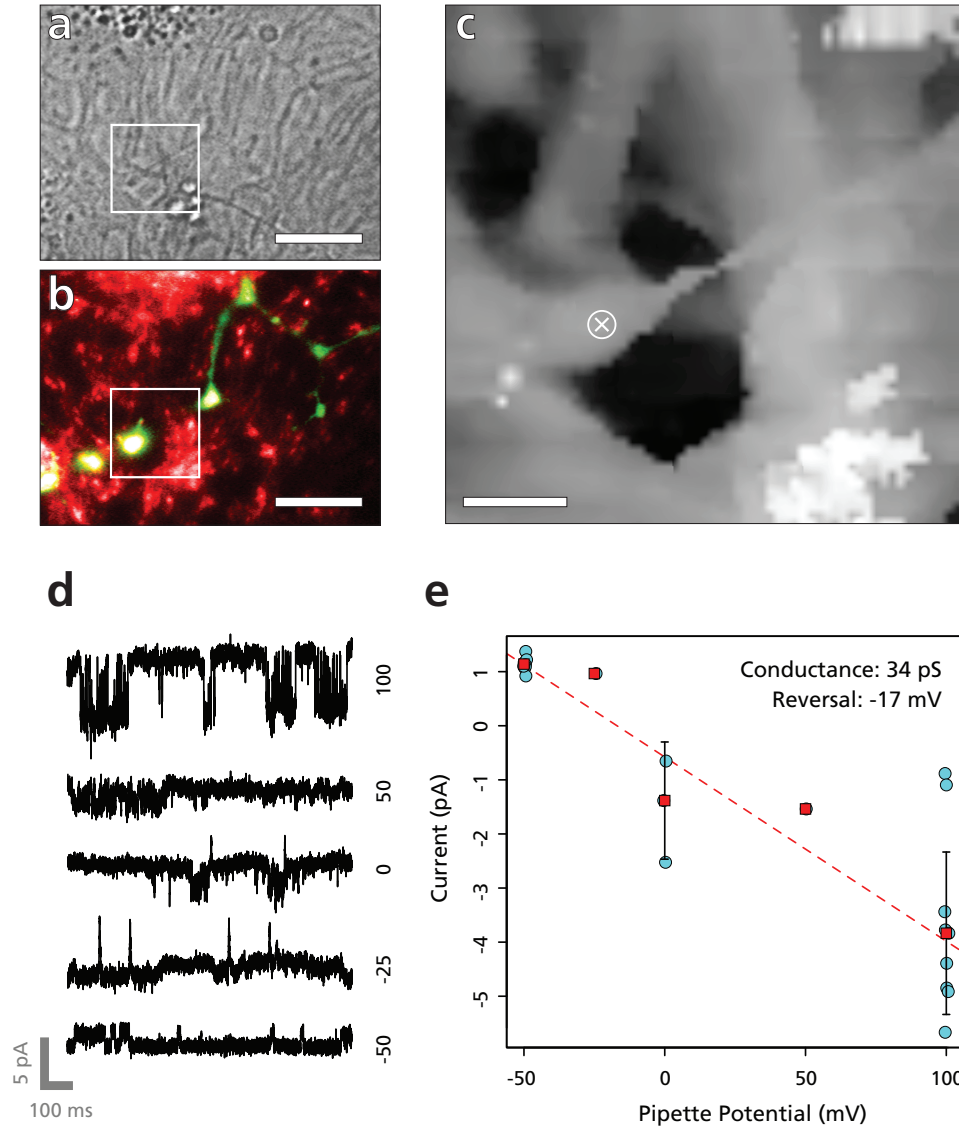 a
b
c
d
100
50
0
-25
-50
5 pA
100 ms
e
Conductance: 34 pS
Reversal: -17 mV
Current (pA)
1
0
-1
-2
-3
-4
-5
-50
0
50
100
Pipette Potential (mV)